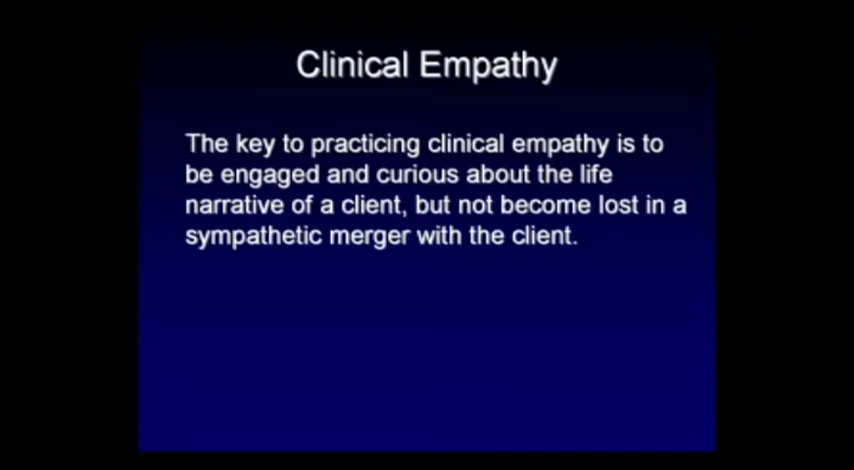 Clinical Empathy
The key to practicing clinical empathy is to
be engaged and curious about the life
narrative of a client, but not become lost in a
sympathetic merger with the client.